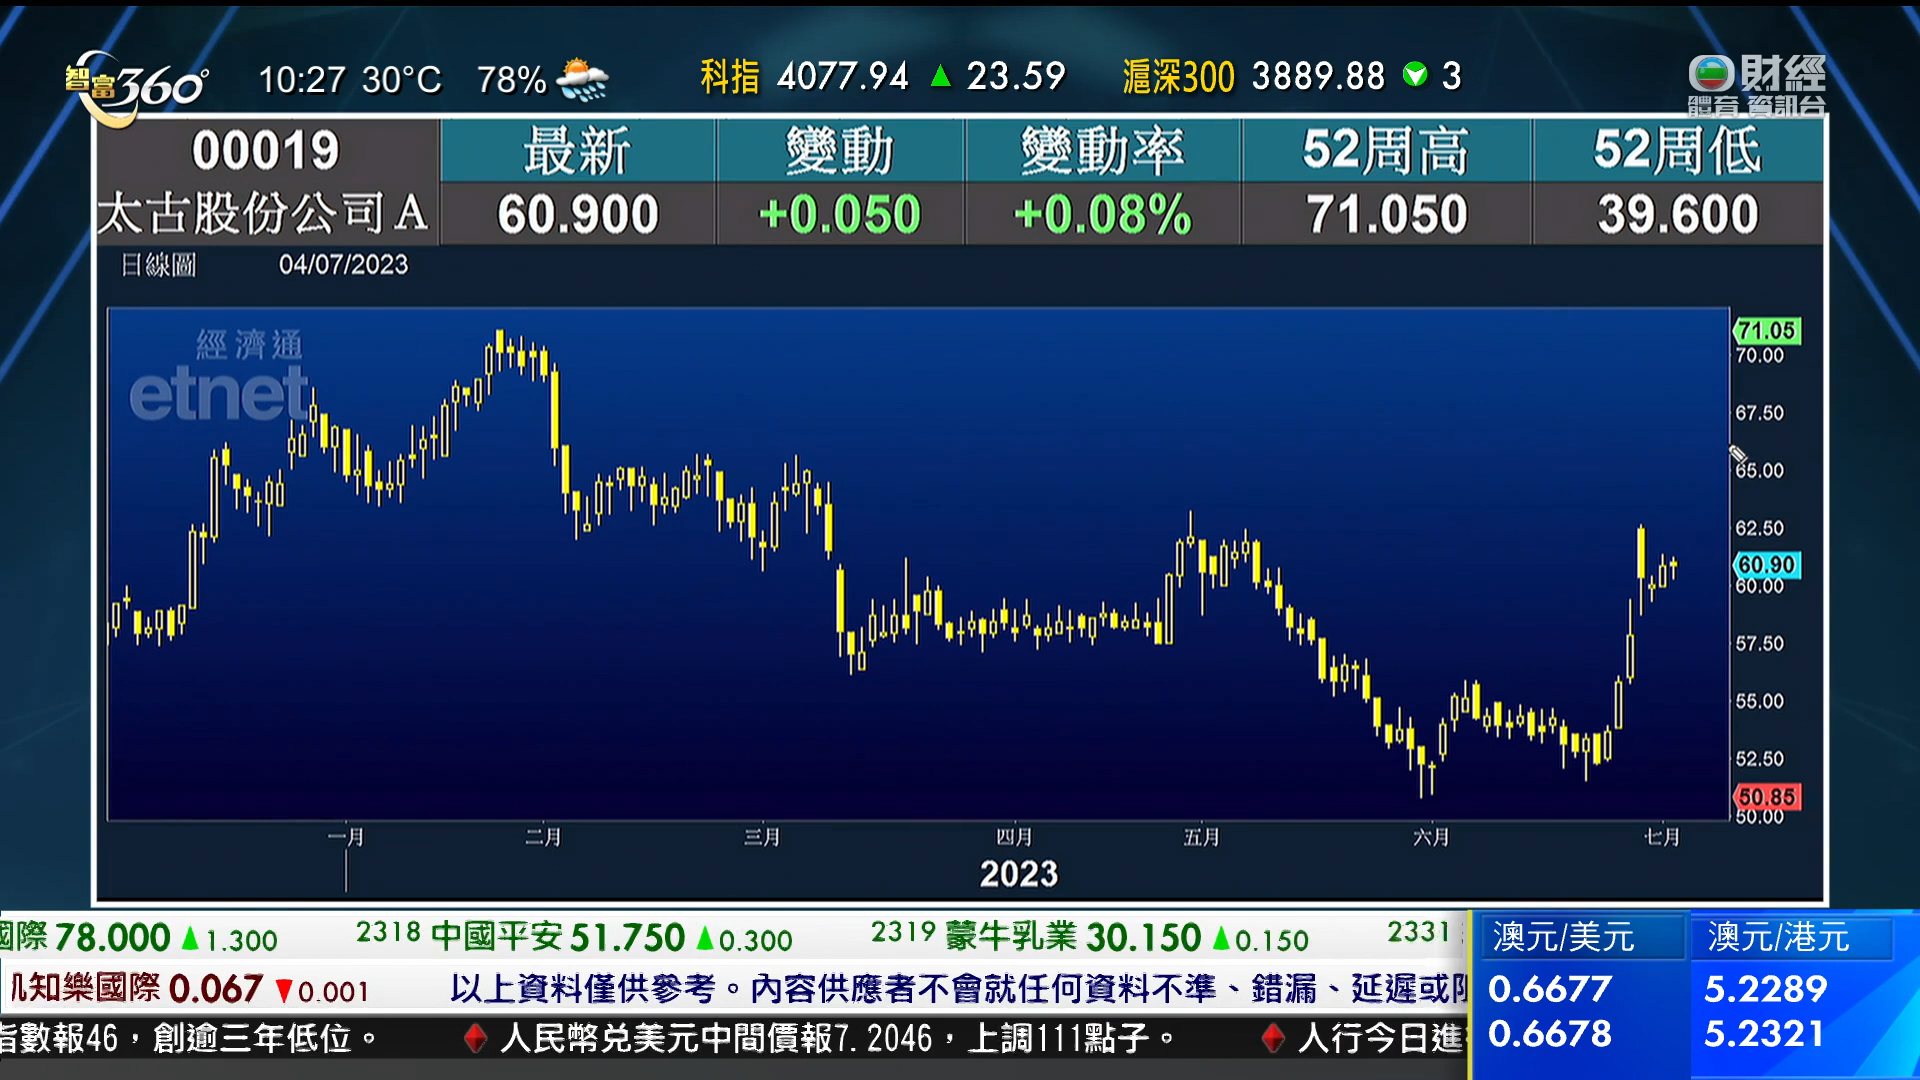 智富360°
10:27 30°C 78%
科指 4077.94 ▲ 23.59
滬深300 3889.88 3
財經
體育 資訊台
00019 最新 變動 變動率 52周高 52周低
太古股份公司A 60.900 +0.050 +0.08% 71.050 39.600
日線圖 04/07/2023
經濟通
etnet
71.05
70.00
67.50
65.00
62.50
60.90
60.00
57.50
55.00
52.50
50.85
50.00
一月 二月 三月 四月 五月 六月 七月
2023
國際 78.000 ▲ 1.300 2318 中國平安 51.750 ▲ 0.300 2319 蒙牛乳業 30.150 ▲ 0.150 2331
知樂國際 0.067 ▼ 0.001 以上資料僅供參考。內容供應者不會就任何資料不準、錯漏、延遲或
指數報46，創逾三年低位。 人民幣兌美元中間價報7.2046，上調111點子。 人行今日進
澳元/美元 澳元/港元
0.6677 5.2289
0.6678 5.2321